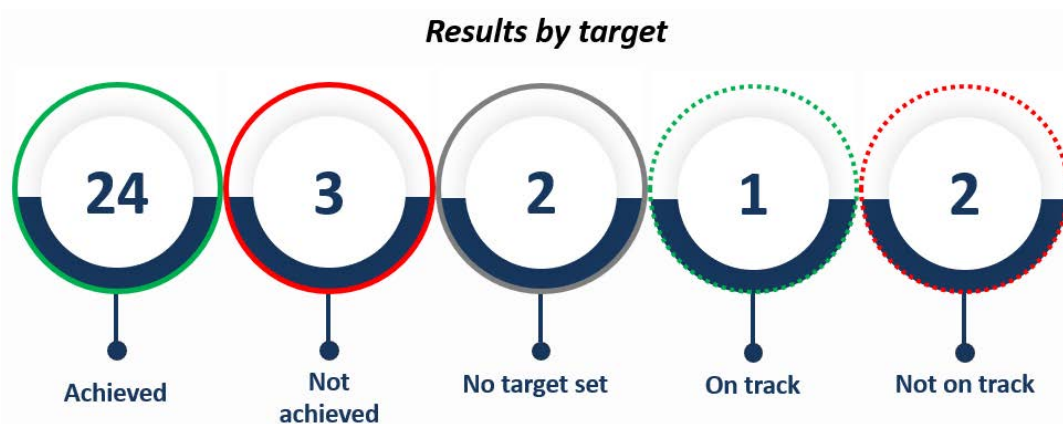 Results by target
24
3
2
1
2
Achieved
Not
achieved
No target set
On track
Not on track